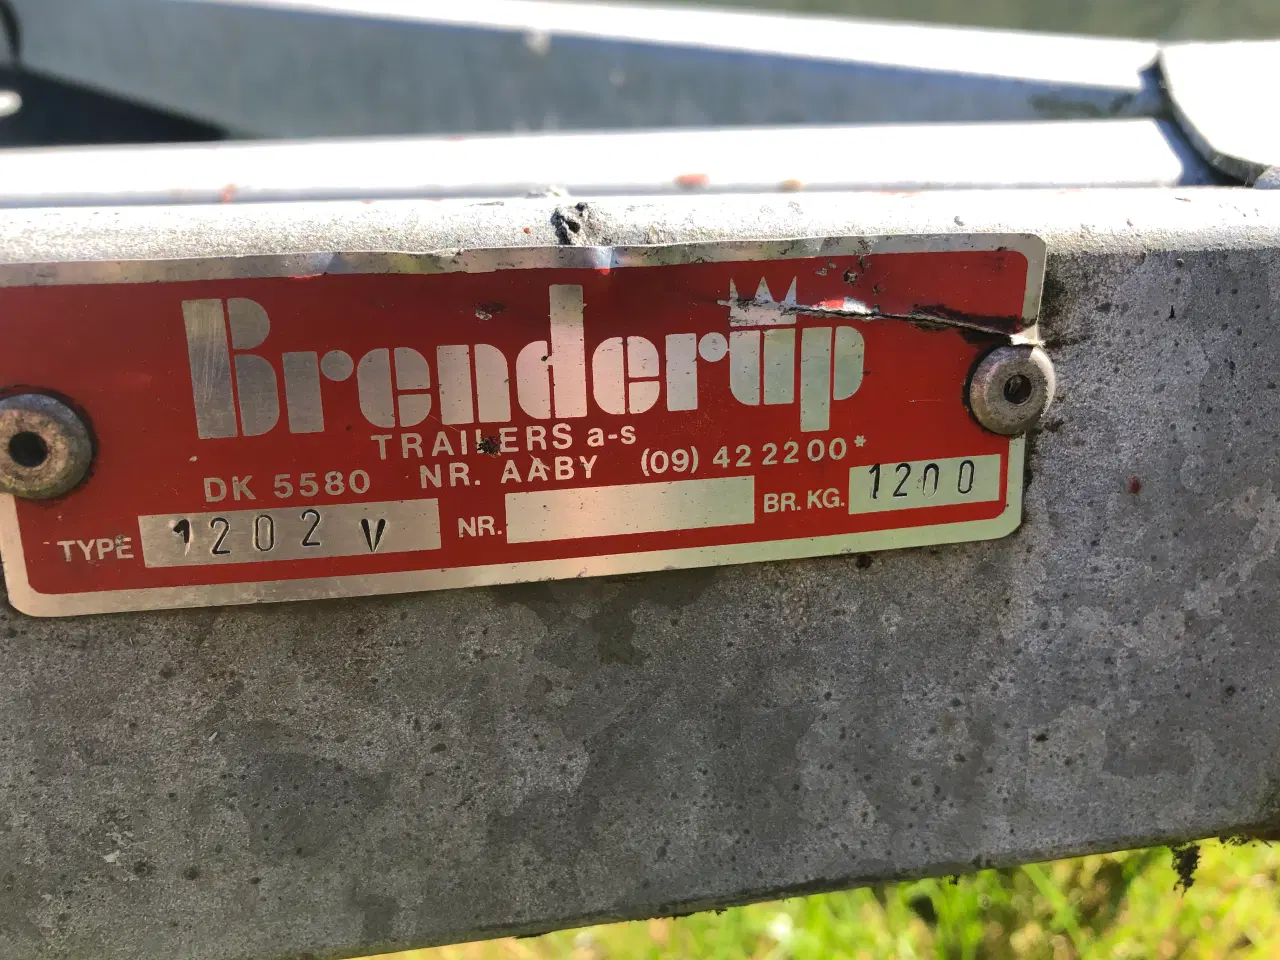 Brenderup
TRAILERS a-s
DK 5580 NR. AABY (09) 42 22 00*
TYPE 1202 V NR. BR. KG. 1200